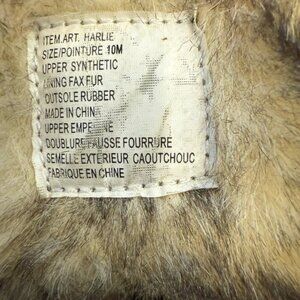 ITEM.ART. HARLIE
SIZE/POINTURE 10M
UPPER SYNTHETIC
LINING FAX FUR
OUTSOLE RUBBER
MADE IN CHINA
UPPER
DOUBLURE FAUSSE FOURRURE
SEMELLE EXTERIEUR CAOUTCHOUC
FABRIQUE EN CHINE